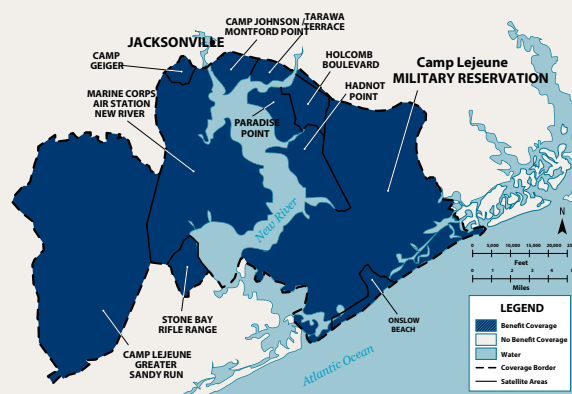 JACKSONVILLE
CAMP JOHNSON /
MONTFORD POINT
TARAWA
TERRACE
CAMP
GEIGER
HOLCOMB
BOULEVARD
Camp Lejeune
MILITARY RESERVATION
MARINE CORPS
AIR STATION
NEW RIVER
HADNOT
POINT
PARADISE
POINT
New River
N
0 5,000 10,000 15,000 20,000
Feet
0 1 2 3 4
Miles
STONE BAY
RIFLE RANGE
ONSLOW
BEACH
CAMP LEJEUNE
GREATER
SANDY RUN
Atlantic Ocean
LEGEND
Benefit Coverage
No Benefit Coverage
Water
Coverage Border
Satellite Areas